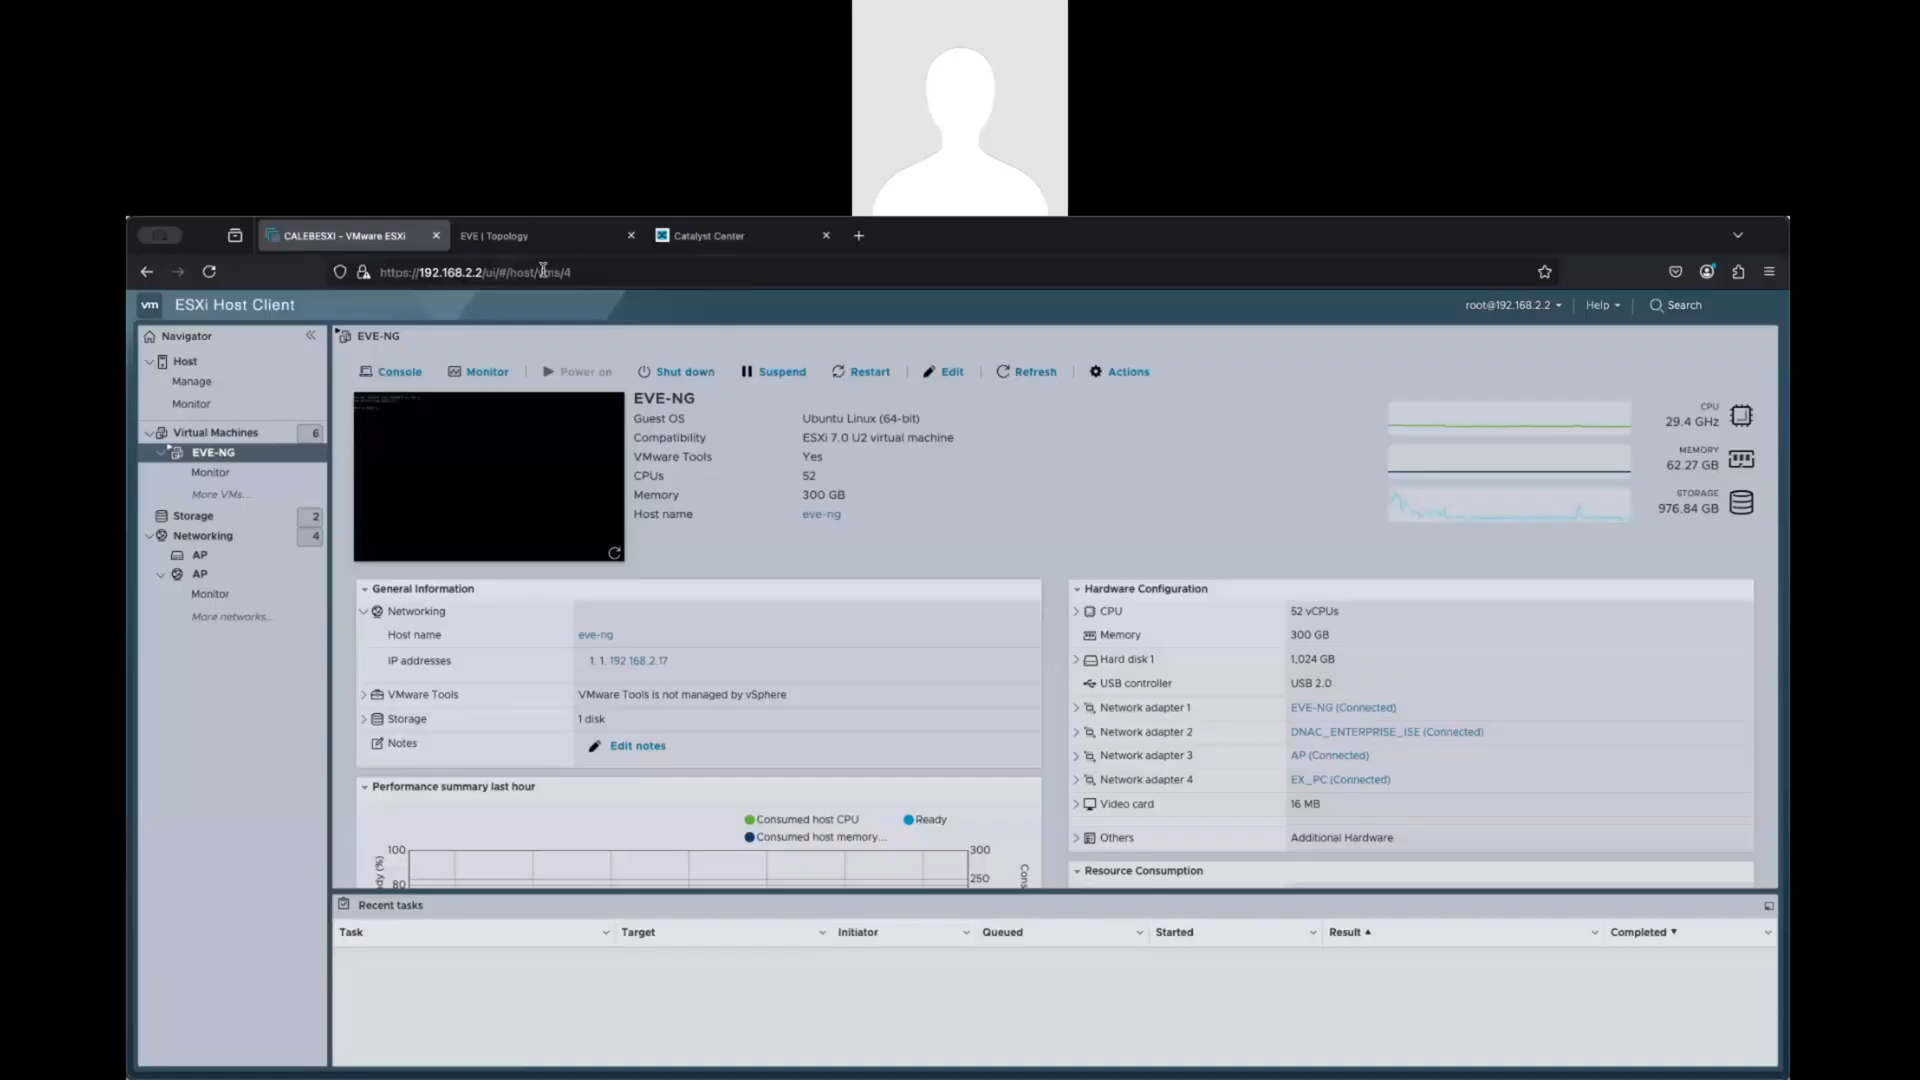 CALEBESXI - VMware ESXi
EVE | Topology
Catalyst Center
https://192.168.2.2/ui/#/host/vms/4
vm ESXi Host Client
root@192.168.2.2
Help
Search
Navigator
Host
Manage
Monitor
Virtual Machines 6
EVE-NG
Monitor
More VMs...
Storage 2
Networking 4
AP
AP
Monitor
More networks...
EVE-NG
Console
Monitor
Power on
Shut down
Suspend
Restart
Edit
Refresh
Actions
EVE-NG
Guest OS Ubuntu Linux (64-bit)
Compatibility ESXi 7.0 U2 virtual machine
VMware Tools Yes
CPUs 52
Memory 300 GB
Host name eve-ng
CPU
29.4 GHz
MEMORY
62.27 GB
STORAGE
976.84 GB
General Information
Networking
Host name eve-ng
IP addresses 1. 1. 192.168.2.17
VMware Tools VMware Tools is not managed by vSphere
Storage 1 disk
Notes Edit notes
Performance summary last hour
Consumed host CPU
Ready
Consumed host memory...
100
80
300
250
Hardware Configuration
CPU 52 vCPUs
Memory 300 GB
Hard disk 1 1,024 GB
USB controller USB 2.0
Network adapter 1 EVE-NG (Connected)
Network adapter 2 DNAC_ENTERPRISE_ISE (Connected)
Network adapter 3 AP (Connected)
Network adapter 4 EX_PC (Connected)
Video card 16 MB
Others Additional Hardware
Resource Consumption
Recent tasks
Task Target Initiator Queued Started Result Completed